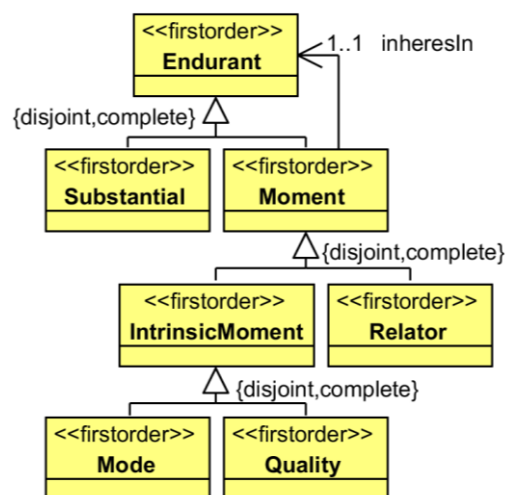 <<firstorder>>
Endurant
1..1 inheresIn
{disjoint,complete}
<<firstorder>>
Substantial
<<firstorder>>
Moment
{disjoint,complete}
<<firstorder>>
IntrinsicMoment
<<firstorder>>
Relator
{disjoint,complete}
<<firstorder>>
Mode
<<firstorder>>
Quality